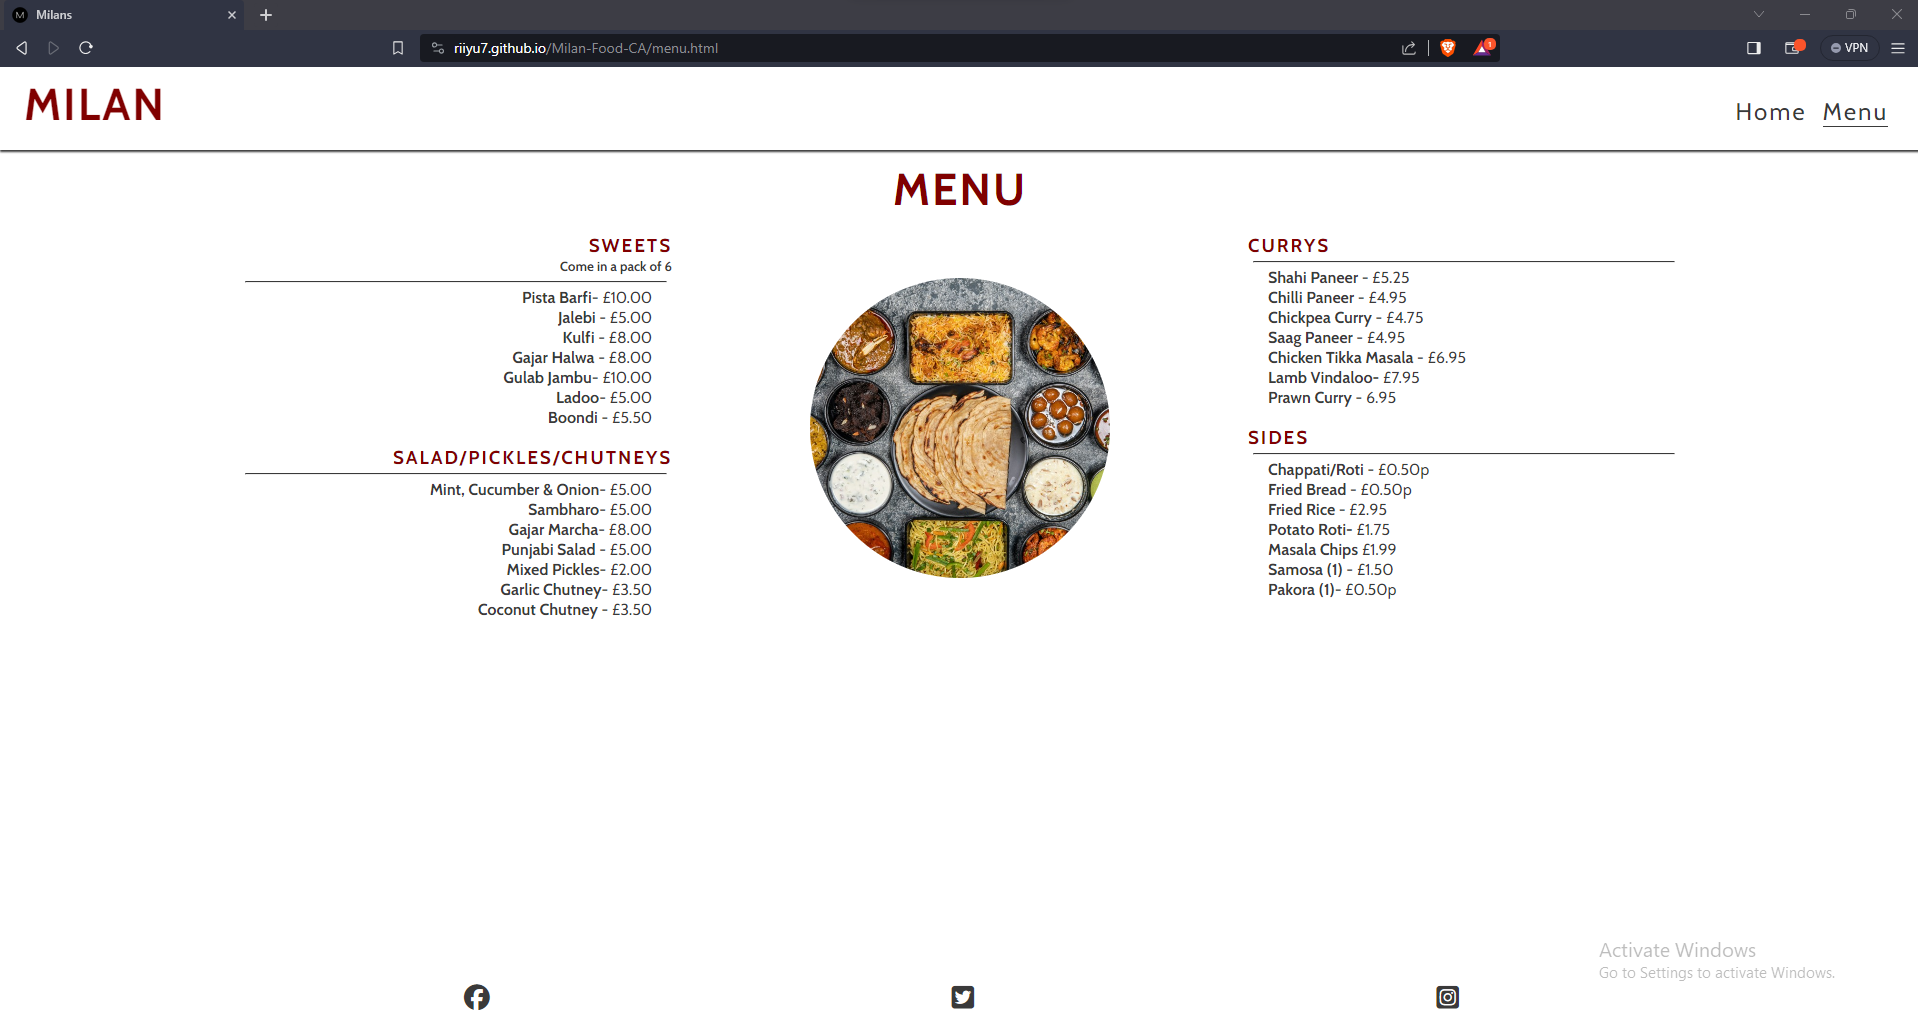 Milans
riiyu7.github.io/Milan-Food-CA/menu.html
1
VPN
MILAN
Home
Menu
MENU
SWEETS
Come in a pack of 6
Pista Barfi- £10.00
Jalebi - £5.00
Kulfi - £8.00
Gajar Halwa - £8.00
Gulab Jambu- £10.00
Ladoo- £5.00
Boondi - £5.50
SALAD/PICKLES/CHUTNEYS
Mint, Cucumber & Onion- £5.00
Sambharo- £5.00
Gajar Marcha- £8.00
Punjabi Salad - £5.00
Mixed Pickles- £2.00
Garlic Chutney- £3.50
Coconut Chutney - £3.50
CURRYS
Shahi Paneer - £5.25
Chilli Paneer - £4.95
Chickpea Curry - £4.75
Saag Paneer - £4.95
Chicken Tikka Masala - £6.95
Lamb Vindaloo- £7.95
Prawn Curry - 6.95
SIDES
Chappati/Roti - £0.50p
Fried Bread - £0.50p
Fried Rice - £2.95
Potato Roti- £1.75
Masala Chips £1.99
Samosa (1) - £1.50
Pakora (1)- £0.50p
Activate Windows
Go to Settings to activate Windows.